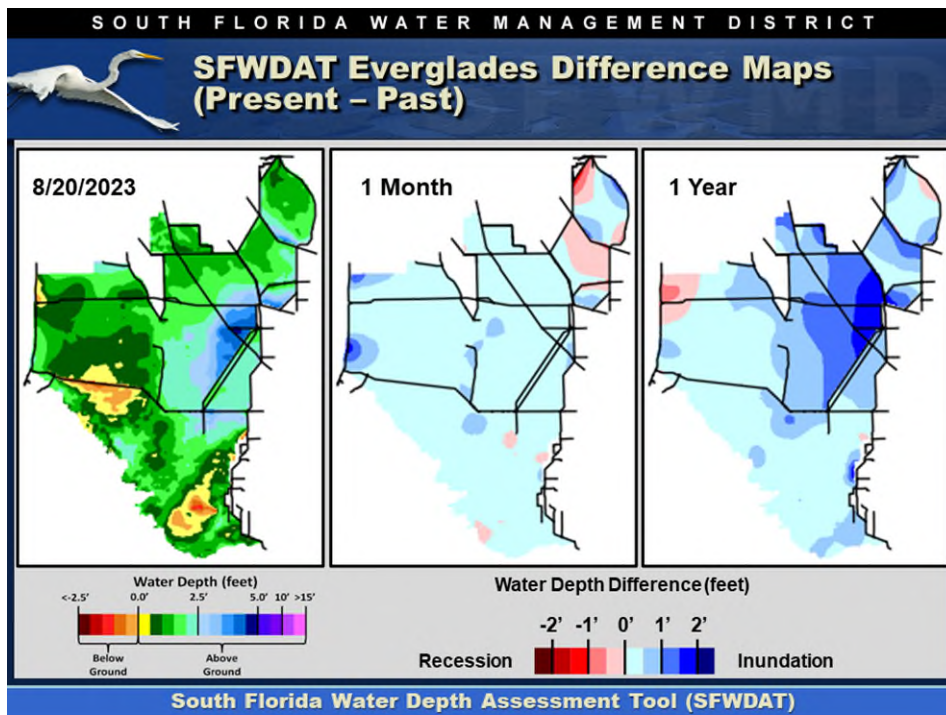 SOUTH FLORIDA WATER MANAGEMENT DISTRICT
SFWDAT Everglades Difference Maps
(Present – Past)
SFWMD
8/20/2023
1 Month
1 Year
Water Depth (feet)
<-2.5' 0.0' 2.5' 5.0' 10' >15'
Below
Ground
Above
Ground
Water Depth Difference (feet)
-2' -1' 0' 1' 2'
Recession
Inundation
South Florida Water Depth Assessment Tool (SFWDAT)